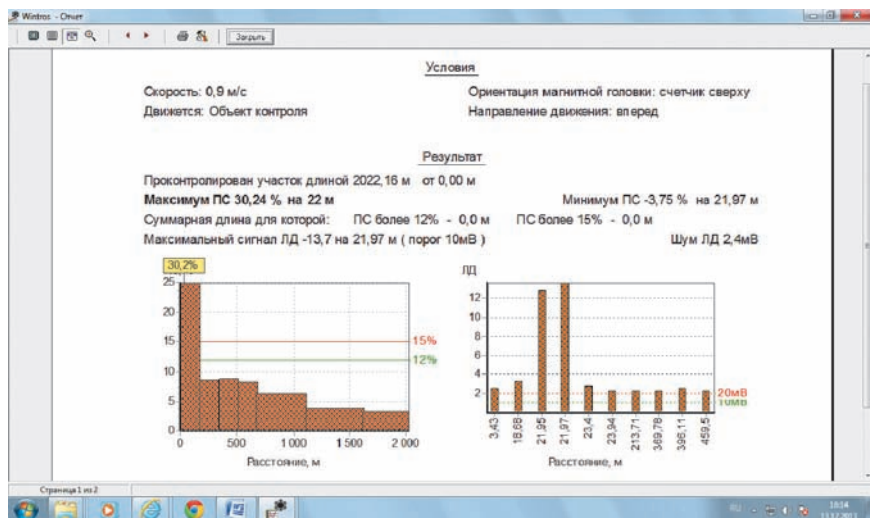 Wintros - Отчет
Закрыть
Условия
Скорость: 0,9 м/с
Ориентация магнитной головки: счетчик сверху
Движется: Объект контроля
Направление движения: вперед
Результат
Проконтролирован участок длиной 2022,16 м от 0,00 м
Максимум ПС 30,24 % на 22 м
Минимум ПС -3,75 % на 21,97 м
Суммарная длина для которой: ПС более 12% - 0,0 м ПС более 15% - 0,0 м
Максимальный сигнал ЛД -13,7 на 21,97 м ( порог 10мВ )
Шум ЛД 2,4мВ
30,2%
25
20
15
10
5
0
15%
12%
0 500 1 000 1 500 2 000
Расстояние, м
ЛД
12
10
8
6
4
2
20мВ
10мВ
3,43 18,68 21,95 21,97 23,4 23,94 213,71 369,78 396,11 459,5
Расстояние, м
Страница 1 из 2
RU